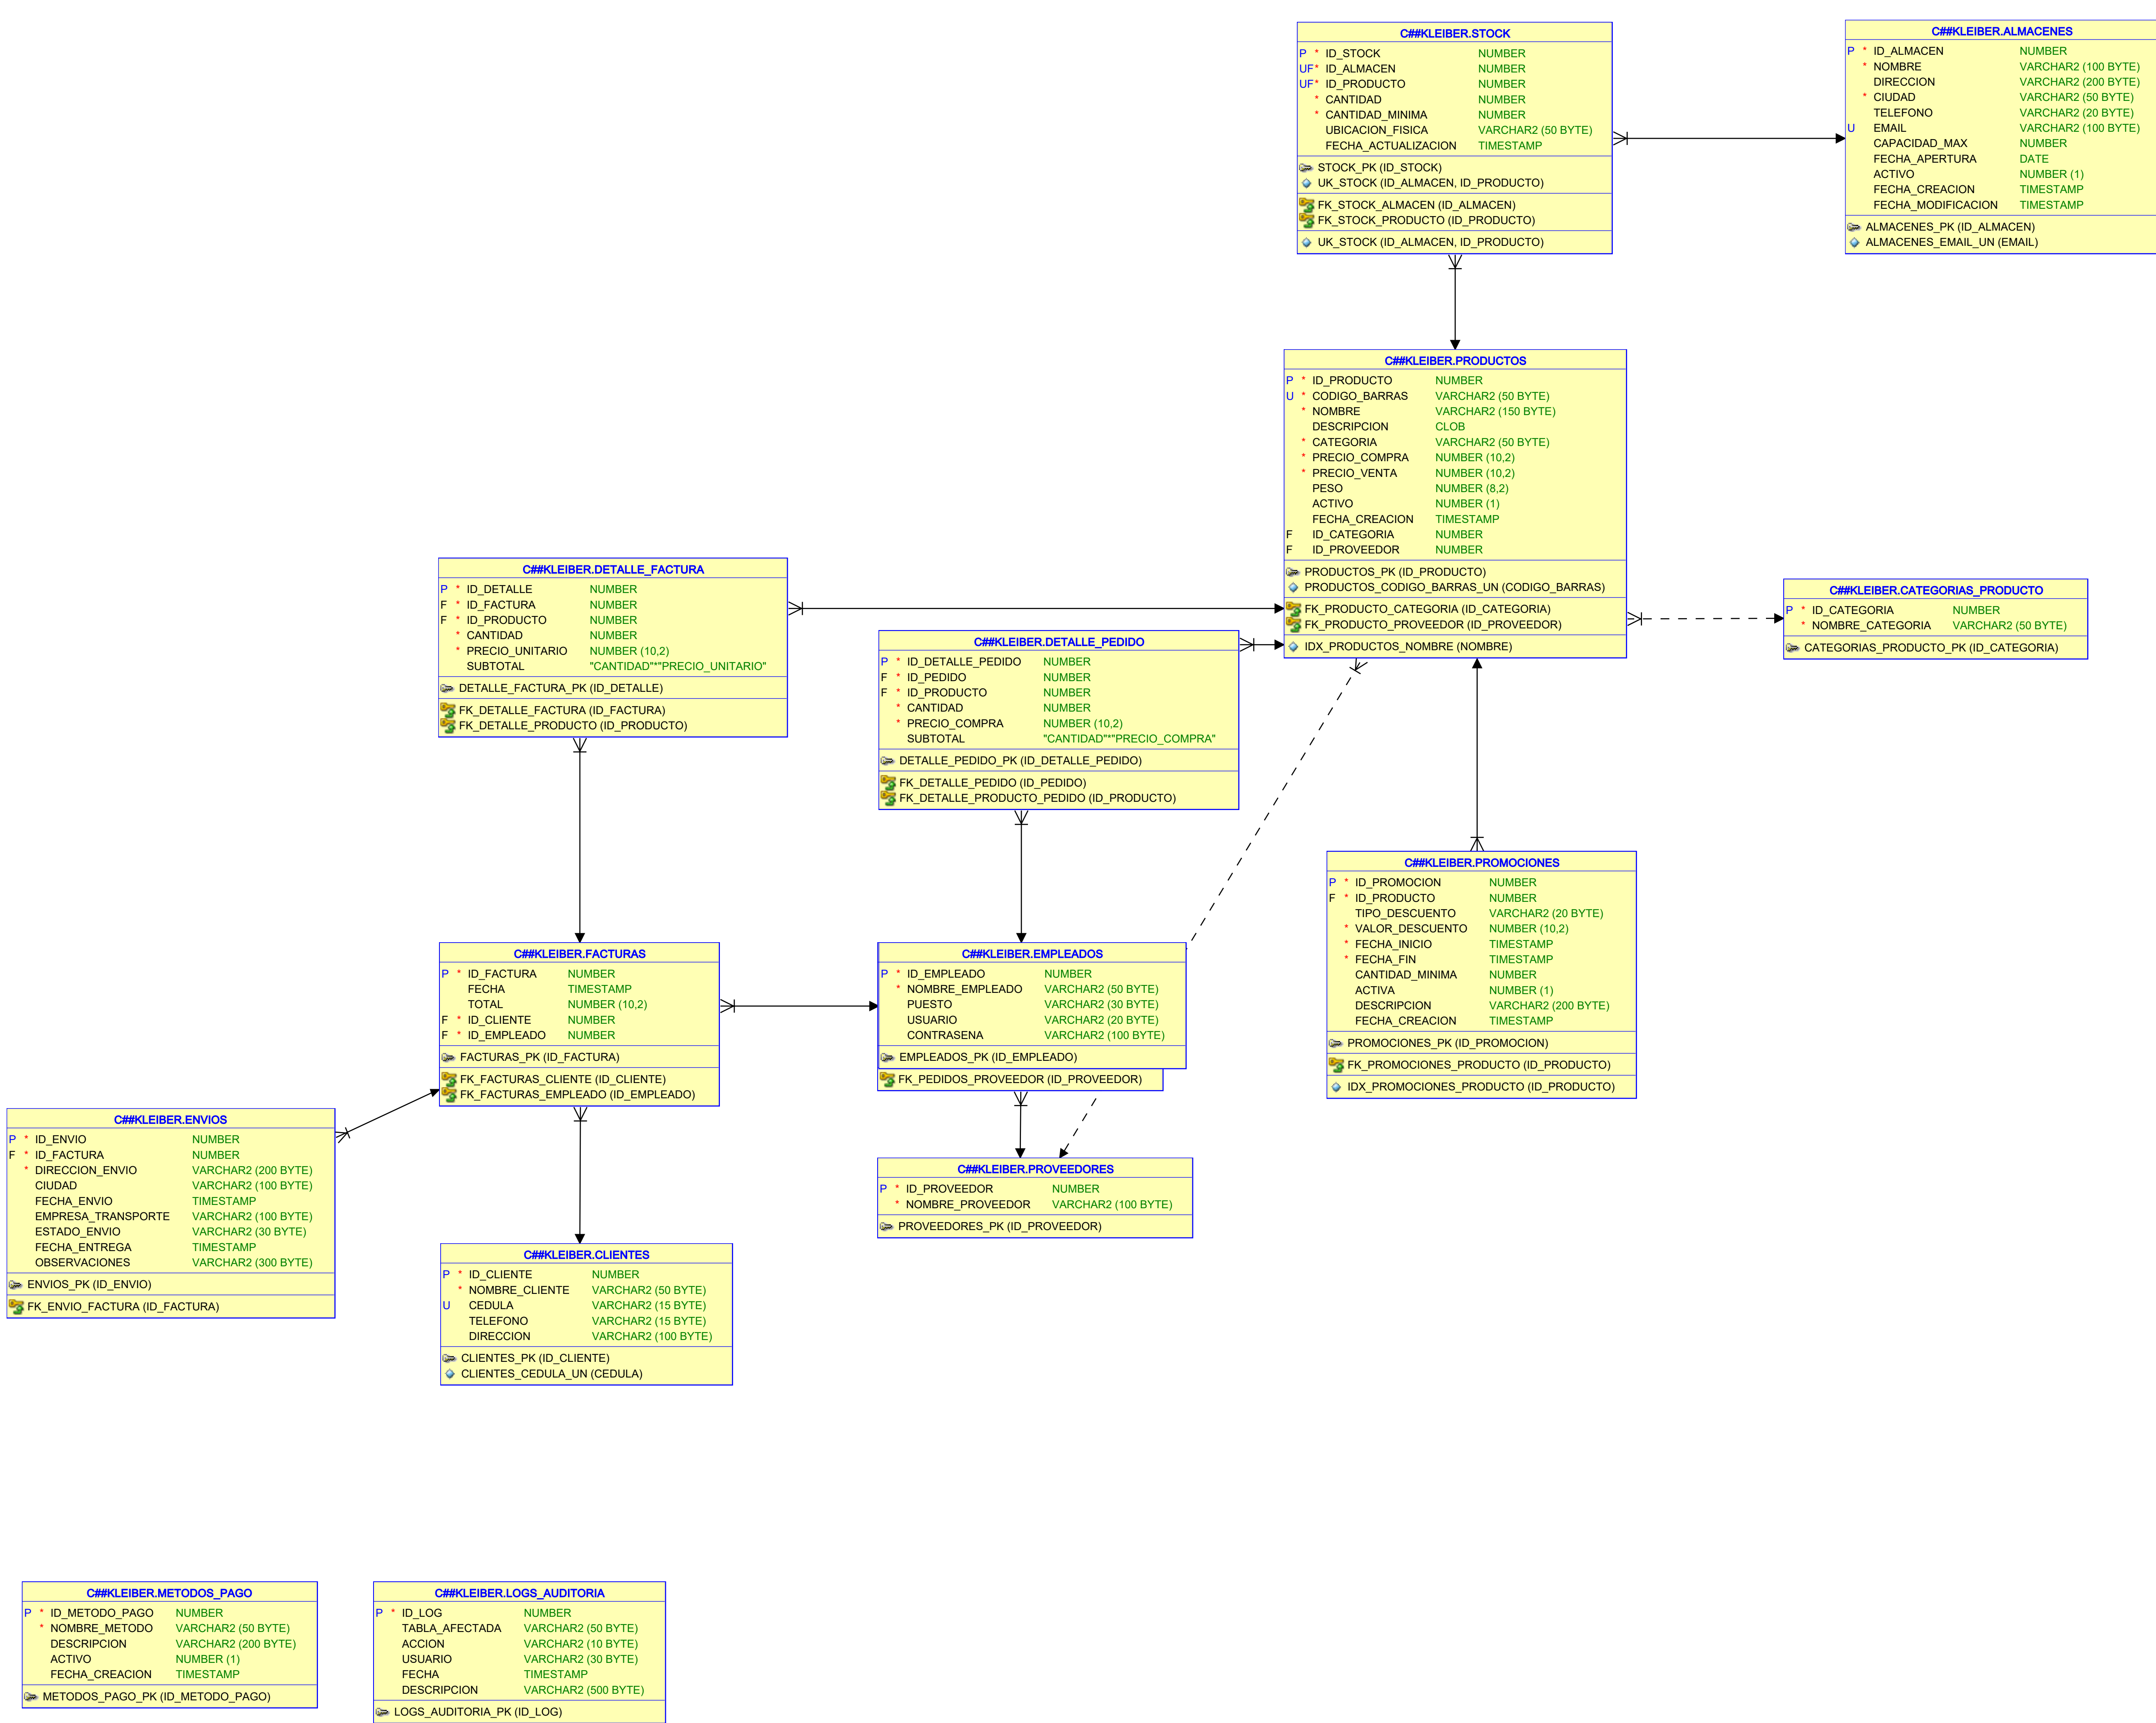 C##KLEIBER.STOCK
P * ID_STOCK NUMBER
UF* ID_ALMACEN NUMBER
UF* ID_PRODUCTO NUMBER
* CANTIDAD NUMBER
* CANTIDAD_MINIMA NUMBER
UBICACION_FISICA VARCHAR2 (50 BYTE)
FECHA_ACTUALIZACION TIMESTAMP
STOCK_PK (ID_STOCK)
UK_STOCK (ID_ALMACEN, ID_PRODUCTO)
FK_STOCK_ALMACEN (ID_ALMACEN)
FK_STOCK_PRODUCTO (ID_PRODUCTO)
UK_STOCK (ID_ALMACEN, ID_PRODUCTO)
C##KLEIBER.ALMACENES
P * ID_ALMACEN NUMBER
* NOMBRE VARCHAR2 (100 BYTE)
DIRECCION VARCHAR2 (200 BYTE)
* CIUDAD VARCHAR2 (50 BYTE)
TELEFONO VARCHAR2 (20 BYTE)
U EMAIL VARCHAR2 (100 BYTE)
CAPACIDAD_MAX NUMBER
FECHA_APERTURA DATE
ACTIVO NUMBER (1)
FECHA_CREACION TIMESTAMP
FECHA_MODIFICACION TIMESTAMP
ALMACENES_PK (ID_ALMACEN)
ALMACENES_EMAIL_UN (EMAIL)
C##KLEIBER.PRODUCTOS
P * ID_PRODUCTO NUMBER
U * CODIGO_BARRAS VARCHAR2 (50 BYTE)
* NOMBRE VARCHAR2 (150 BYTE)
DESCRIPCION CLOB
* CATEGORIA VARCHAR2 (50 BYTE)
* PRECIO_COMPRA NUMBER (10,2)
* PRECIO_VENTA NUMBER (10,2)
PESO NUMBER (8,2)
ACTIVO NUMBER (1)
FECHA_CREACION TIMESTAMP
F ID_CATEGORIA NUMBER
F ID_PROVEEDOR NUMBER
PRODUCTOS_PK (ID_PRODUCTO)
PRODUCTOS_CODIGO_BARRAS_UN (CODIGO_BARRAS)
FK_PRODUCTO_CATEGORIA (ID_CATEGORIA)
FK_PRODUCTO_PROVEEDOR (ID_PROVEEDOR)
IDX_PRODUCTOS_NOMBRE (NOMBRE)
C##KLEIBER.DETALLE_FACTURA
P * ID_DETALLE NUMBER
F * ID_FACTURA NUMBER
F * ID_PRODUCTO NUMBER
* CANTIDAD NUMBER
* PRECIO_UNITARIO NUMBER (10,2)
SUBTOTAL "CANTIDAD"*"PRECIO_UNITARIO"
DETALLE_FACTURA_PK (ID_DETALLE)
FK_DETALLE_FACTURA (ID_FACTURA)
FK_DETALLE_PRODUCTO (ID_PRODUCTO)
C##KLEIBER.CATEGORIAS_PRODUCTO
P * ID_CATEGORIA NUMBER
* NOMBRE_CATEGORIA VARCHAR2 (50 BYTE)
CATEGORIAS_PRODUCTO_PK (ID_CATEGORIA)
C##KLEIBER.DETALLE_PEDIDO
P * ID_DETALLE_PEDIDO NUMBER
F * ID_PEDIDO NUMBER
F * ID_PRODUCTO NUMBER
* CANTIDAD NUMBER
* PRECIO_COMPRA NUMBER (10,2)
SUBTOTAL "CANTIDAD"*"PRECIO_COMPRA"
DETALLE_PEDIDO_PK (ID_DETALLE_PEDIDO)
FK_DETALLE_PEDIDO (ID_PEDIDO)
FK_DETALLE_PRODUCTO_PEDIDO (ID_PRODUCTO)
C##KLEIBER.PROMOCIONES
P * ID_PROMOCION NUMBER
F * ID_PRODUCTO NUMBER
TIPO_DESCUENTO VARCHAR2 (20 BYTE)
* VALOR_DESCUENTO NUMBER (10,2)
* FECHA_INICIO TIMESTAMP
* FECHA_FIN TIMESTAMP
CANTIDAD_MINIMA NUMBER
ACTIVA NUMBER (1)
DESCRIPCION VARCHAR2 (200 BYTE)
FECHA_CREACION TIMESTAMP
PROMOCIONES_PK (ID_PROMOCION)
FK_PROMOCIONES_PRODUCTO (ID_PRODUCTO)
IDX_PROMOCIONES_PRODUCTO (ID_PRODUCTO)
C##KLEIBER.FACTURAS
P * ID_FACTURA NUMBER
FECHA TIMESTAMP
TOTAL NUMBER (10,2)
F * ID_CLIENTE NUMBER
F * ID_EMPLEADO NUMBER
FACTURAS_PK (ID_FACTURA)
FK_FACTURAS_CLIENTE (ID_CLIENTE)
FK_FACTURAS_EMPLEADO (ID_EMPLEADO)
C##KLEIBER.EMPLEADOS
P * ID_EMPLEADO NUMBER
* NOMBRE_EMPLEADO VARCHAR2 (50 BYTE)
PUESTO VARCHAR2 (30 BYTE)
USUARIO VARCHAR2 (20 BYTE)
CONTRASENA VARCHAR2 (100 BYTE)
EMPLEADOS_PK (ID_EMPLEADO)
FK_PEDIDOS_PROVEEDOR (ID_PROVEEDOR)
C##KLEIBER.ENVIOS
P * ID_ENVIO NUMBER
F * ID_FACTURA NUMBER
* DIRECCION_ENVIO VARCHAR2 (200 BYTE)
CIUDAD VARCHAR2 (100 BYTE)
FECHA_ENVIO TIMESTAMP
EMPRESA_TRANSPORTE VARCHAR2 (100 BYTE)
ESTADO_ENVIO VARCHAR2 (30 BYTE)
FECHA_ENTREGA TIMESTAMP
OBSERVACIONES VARCHAR2 (300 BYTE)
ENVIOS_PK (ID_ENVIO)
FK_ENVIO_FACTURA (ID_FACTURA)
C##KLEIBER.PROVEEDORES
P * ID_PROVEEDOR NUMBER
* NOMBRE_PROVEEDOR VARCHAR2 (100 BYTE)
PROVEEDORES_PK (ID_PROVEEDOR)
C##KLEIBER.CLIENTES
P * ID_CLIENTE NUMBER
* NOMBRE_CLIENTE VARCHAR2 (50 BYTE)
U CEDULA VARCHAR2 (15 BYTE)
TELEFONO VARCHAR2 (15 BYTE)
DIRECCION VARCHAR2 (100 BYTE)
CLIENTES_PK (ID_CLIENTE)
CLIENTES_CEDULA_UN (CEDULA)
C##KLEIBER.METODOS_PAGO
P * ID_METODO_PAGO NUMBER
* NOMBRE_METODO VARCHAR2 (50 BYTE)
DESCRIPCION VARCHAR2 (200 BYTE)
ACTIVO NUMBER (1)
FECHA_CREACION TIMESTAMP
METODOS_PAGO_PK (ID_METODO_PAGO)
C##KLEIBER.LOGS_AUDITORIA
P * ID_LOG NUMBER
TABLA_AFECTADA VARCHAR2 (50 BYTE)
ACCION VARCHAR2 (10 BYTE)
USUARIO VARCHAR2 (30 BYTE)
FECHA TIMESTAMP
DESCRIPCION VARCHAR2 (500 BYTE)
LOGS_AUDITORIA_PK (ID_LOG)